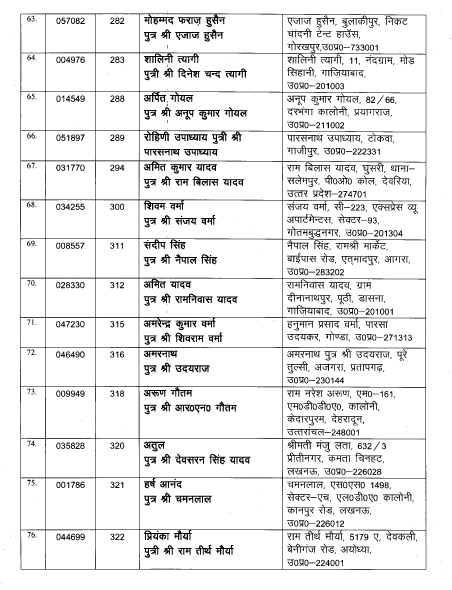 63. 057082 282 मोहम्मद फराज़ हुसैन एजाज हुसैन, बुलाकीपुर, निकट
पुत्र श्री एजाज हुसैन चांदनी टेन्ट हाउॅस,
गोरखपुर,उ0प्र0–733001
64. 004976 283 शालिनी त्यागी शालिनी त्यागी, 11, नंदग्राम, मोड़
पुत्री श्री दिनेश चन्द त्यागी सिहानी, गाज़ियाबाद,
उ0प्र0–201003
65. 014549 288 अर्पित गोयल अनूप कुमार गोयल, 82/66,
पुत्र श्री अनूप कुमार गोयल दरभंगा कालोनी, प्रयागराज,
उ0प्र0–211002
66. 051897 289 रोहिणी उपाध्याय पुत्री श्री पारसनाथ उपाध्याय, टोकवा,
पारसनाथ उपाध्याय गाजीपुर, उ0प्र0–222331
67. 031770 294 अमित कुमार यादव राम बिलास यादव, घुसरी, थाना–
पुत्र श्री राम बिलास यादव सलेमपुर, पी0ओ0 कोल, देवरिया,
उत्तर प्रदेश–274701
68. 034255 300 शिवम वर्मा संजय वर्मा, सी–223, एक्सप्रेस व्यू
पुत्र श्री संजय वर्मा अपार्टमेन्टस, सेक्टर–93,
गोतमबुद्धनगर, उ0प्र0–201304
69. 008557 311 संदीप सिंह नैपाल सिंह, रामश्री मार्केट,
पुत्र श्री नैपाल सिंह बाईपास रोड, एत्मादपुर, आगरा,
उ0प्र0–283202
70. 028330 312 अमित यादव रामनिवास यादव, ग्राम
पुत्र श्री रामनिवास यादव दीनानाथपुर, पूठी, डासना,
गाज़ियाबाद, उ0प्र0–201001
71. 047230 315 अमरेन्द्र कुमार वर्मा हनुमान प्रसाद वर्मा, पारसा
पुत्र श्री शिवराम वर्मा उदयकर, गोण्डा, उ0प्र0–271313
72. 046490 316 अमरनाथ अमरनाथ पुत्र श्री उदयराज, पूरे
पुत्र श्री उदयराज तुल्सी, अजगरा, प्रतापगढ़,
उ0प्र0–230144
73. 009949 318 अरूण गौतम राम नरेश अरूण, एम0–161,
पुत्र श्री आर0एन0 गौतम एम0डी0डी0ए0, कालोनी,
केदारपुरम, देहरादून,
उत्तरांचल–248001
74. 035828 320 अतुल श्रीमती मंजु लता, 632/3
पुत्र श्री देवसरन सिंह यादव प्रीतीनगर, कमता चिनहट,
लखनऊ, उ0प्र0–226028
75. 001786 321 हर्ष आनंद चमनलाल, एस0एस0 1498,
पुत्र श्री चमनलाल सेक्टर–एच, एल0डी0ए0 कालोनी,
कानपुर रोड, लखनऊ,
उ0प्र0–226012
76. 044699 322 प्रियंका मौर्या राम तीर्थ मौर्या, 5179 ए, देवकली,
पुत्री श्री राम तीर्थ मौर्या बेनीगंज रोड, अयोध्या,
उ0प्र0–224001